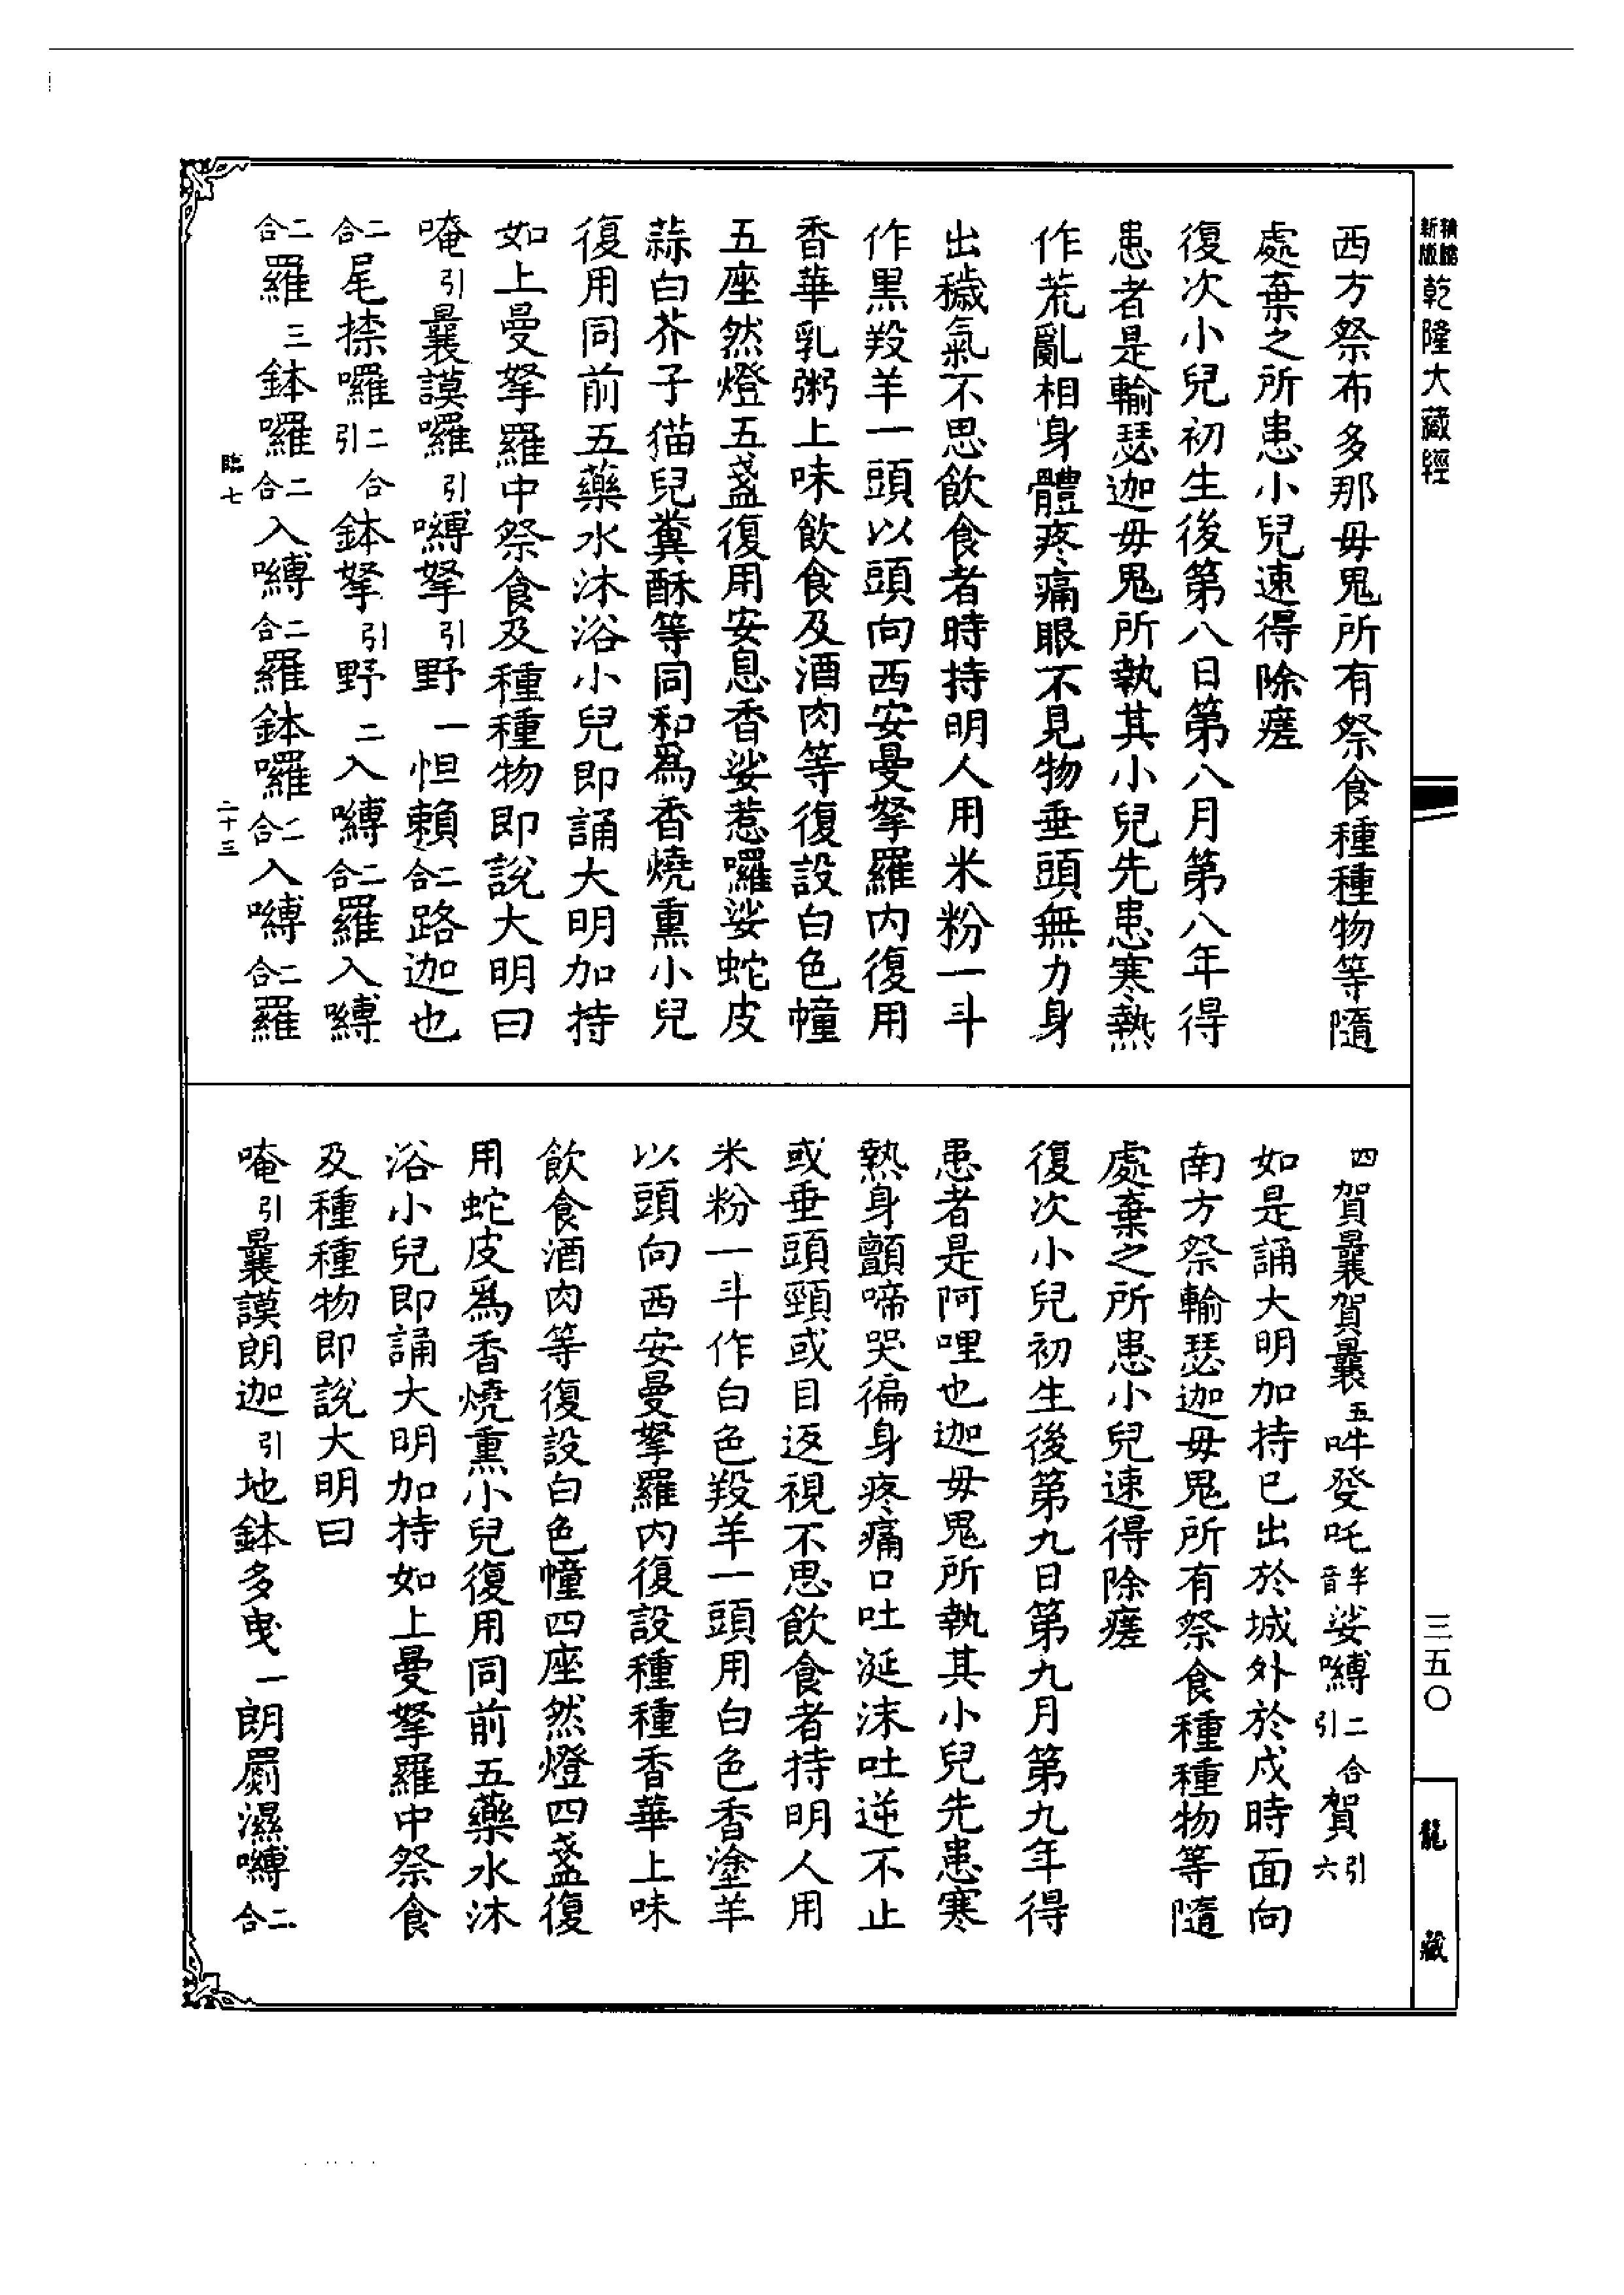 新版
精縮
乾隆大藏經
三五〇
龍藏
西方祭布多那毋鬼所有祭食種種物等隨
處棄之所患小兒速得除瘥
復次小兒初生後第八日第八月第八年得
患者是輸瑟迦毋鬼所執其小兒先患寒熱
作荒亂相身體疼痛眼不見物垂頭無力身
出穢氣不思飲食者時持明人用米粉一斗
作黑羖羊一頭以頭向西安曼拏羅內復用
香華乳粥上味飲食及酒肉等復設白色幢
五座然燈五盞復用安息香娑惹囉娑蛇皮
蒜白芥子猫兒糞酥等同和為香燒熏小兒
復用同前五藥水沐浴小兒即誦大明加持
如上曼拏羅中祭食及種種物即說大明曰
唵引曩謨囉引嚩拏引野一怛賴二合路迦也
二合尾捺囉二合引鉢拏引野二入嚩二合羅入嚩
二合羅三鉢囉二合入嚩二合羅鉢囉二合入嚩二合羅
臨七
二十三
四賀曩賀曩五吽癹吒半音娑嚩二合引賀引六
如是誦大明加持已出於城外於戌時面向
南方祭輸瑟迦毋鬼所有祭食種種物等隨
處棄之所患小兒速得除瘥
復次小兒初生後第九日第九月第九年得
患者是阿哩也迦毋鬼所執其小兒先患寒
熱身顫啼哭徧身疼痛口吐涎沫吐逆不止
或垂頭頸或目返視不思飲食者持明人用
米粉一斗作白色羖羊一頭用白色香塗羊
以頭向西安曼拏羅內復設種種香華上味
飲食酒肉等復設白色幢四座然燈四盞復
用蛇皮爲香燒熏小兒復用同前五藥水沐
浴小兒即誦大明加持如上曼拏羅中祭食
及種種物即說大明曰
唵引曩謨朗迦引地鉢多曳一朗屬濕嚩二合